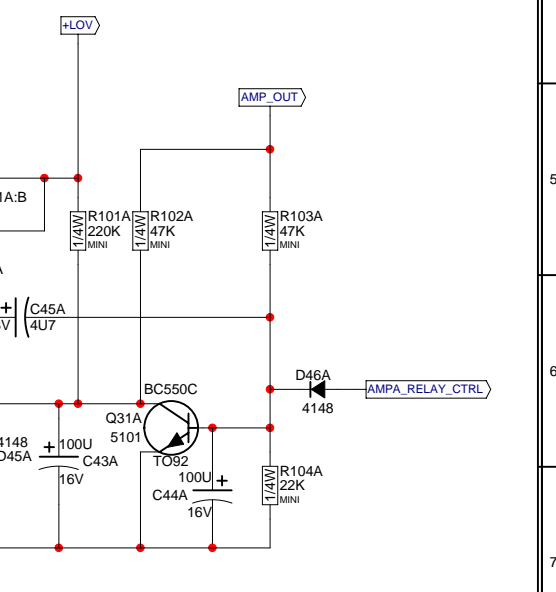 +LOV
AMP_OUT
5
1A:B
1/4W
R101A
220K
MINI
1/4W
R102A
47K
MINI
1/4W
R103A
47K
MINI
+
C45A
4U7
6
D46A
4148
AMPA_RELAY_CTRL
BC550C
Q31A
5101
TO92
4148
+
100U
C43A
16V
100U
+
C44A
16V
1/4W
R104A
22K
MINI
7